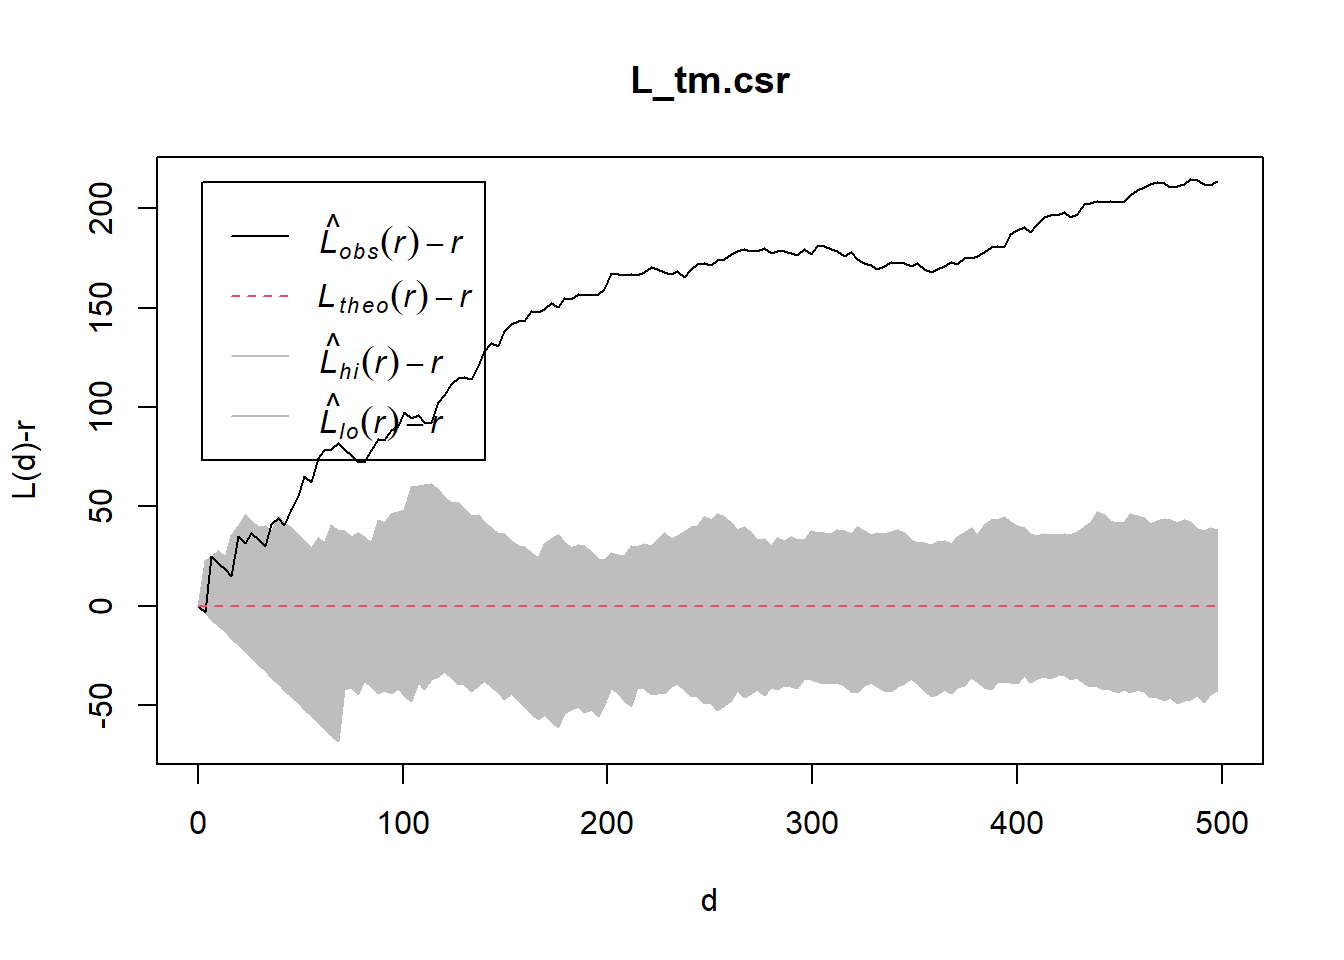 L_tm.csr
L̂obs(r) − r
Ltheo(r) − r
L̂hi(r) − r
L̂lo(r) − r
L(d)-r
200
150
100
50
0
-50
0 100 200 300 400 500
d